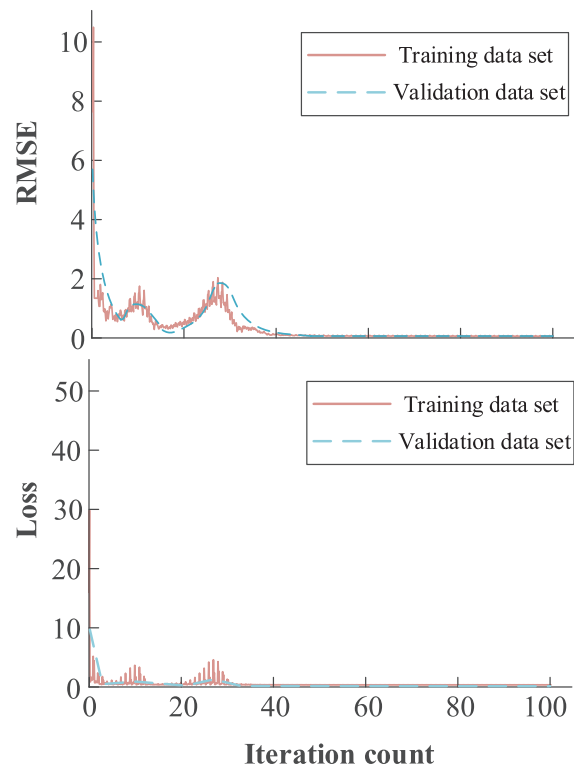 10
8
6
4
2
0
RMSE
Training data set
Validation data set
50
40
30
20
10
0
Loss
Training data set
Validation data set
0 20 40 60 80 100
Iteration count